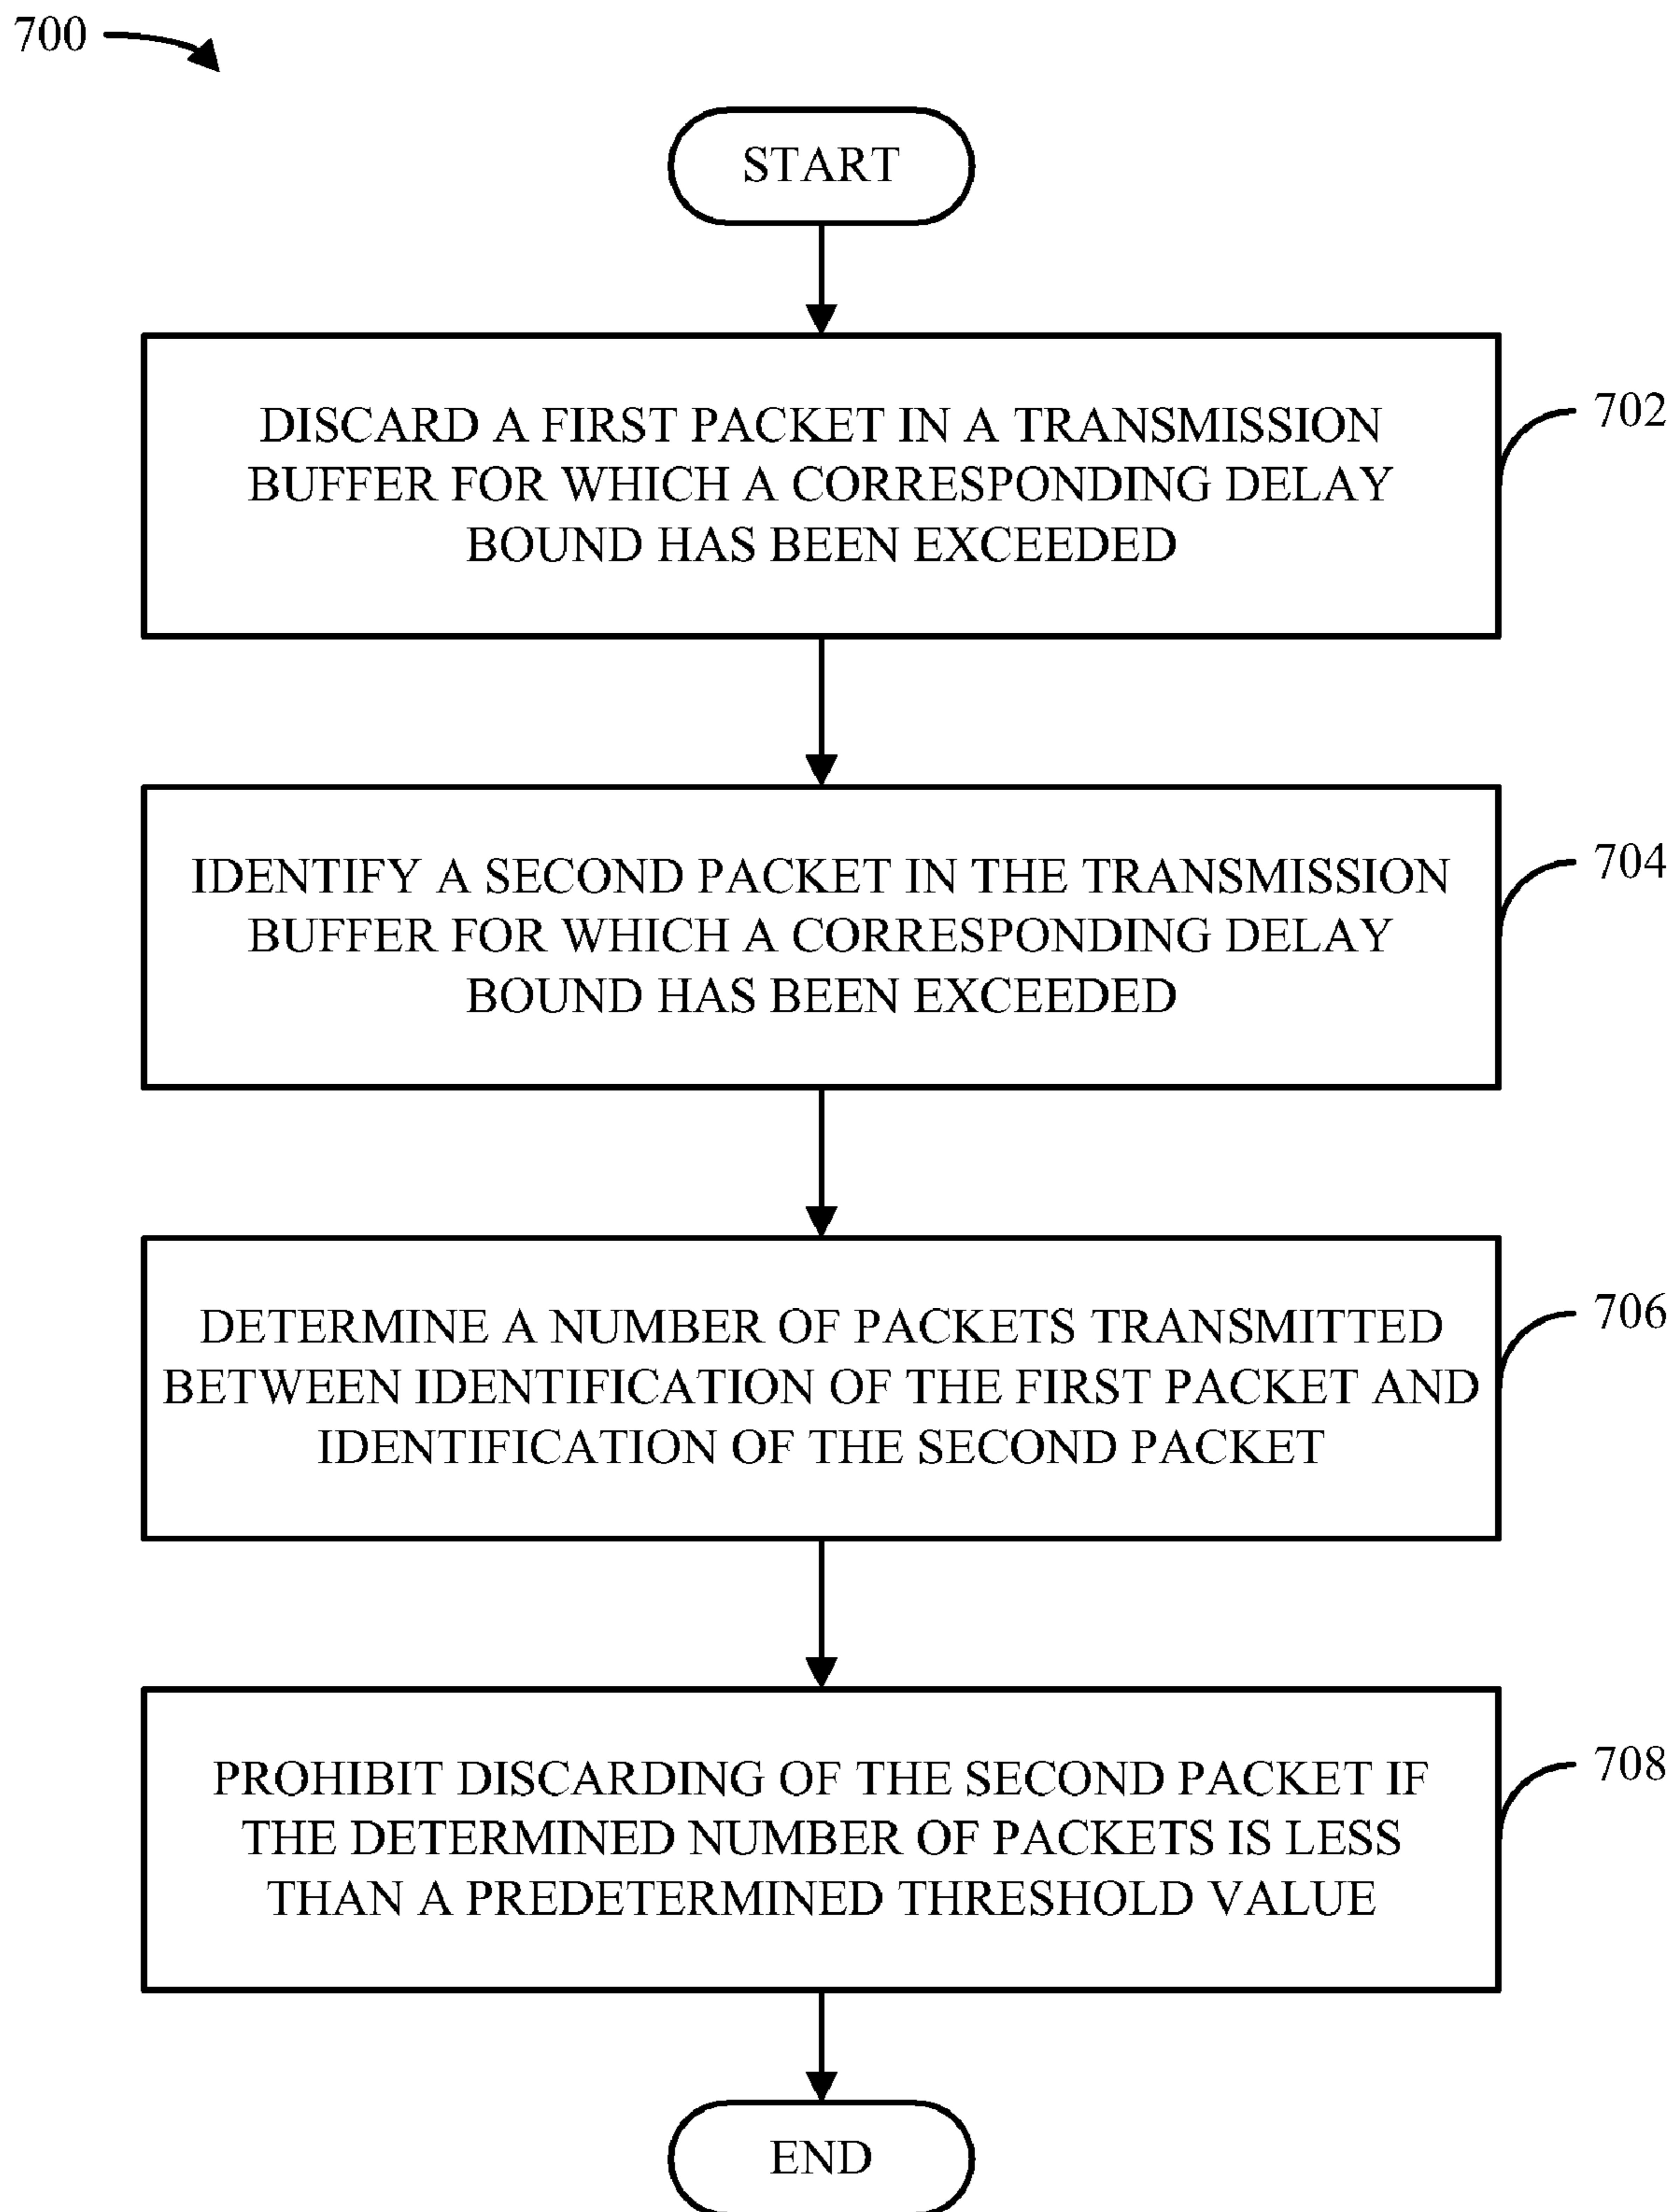 700
START
DISCARD A FIRST PACKET IN A TRANSMISSION
BUFFER FOR WHICH A CORRESPONDING DELAY
BOUND HAS BEEN EXCEEDED
702
IDENTIFY A SECOND PACKET IN THE TRANSMISSION
BUFFER FOR WHICH A CORRESPONDING DELAY
BOUND HAS BEEN EXCEEDED
704
DETERMINE A NUMBER OF PACKETS TRANSMITTED
BETWEEN IDENTIFICATION OF THE FIRST PACKET AND
IDENTIFICATION OF THE SECOND PACKET
706
PROHIBIT DISCARDING OF THE SECOND PACKET IF
THE DETERMINED NUMBER OF PACKETS IS LESS
THAN A PREDETERMINED THRESHOLD VALUE
708
END